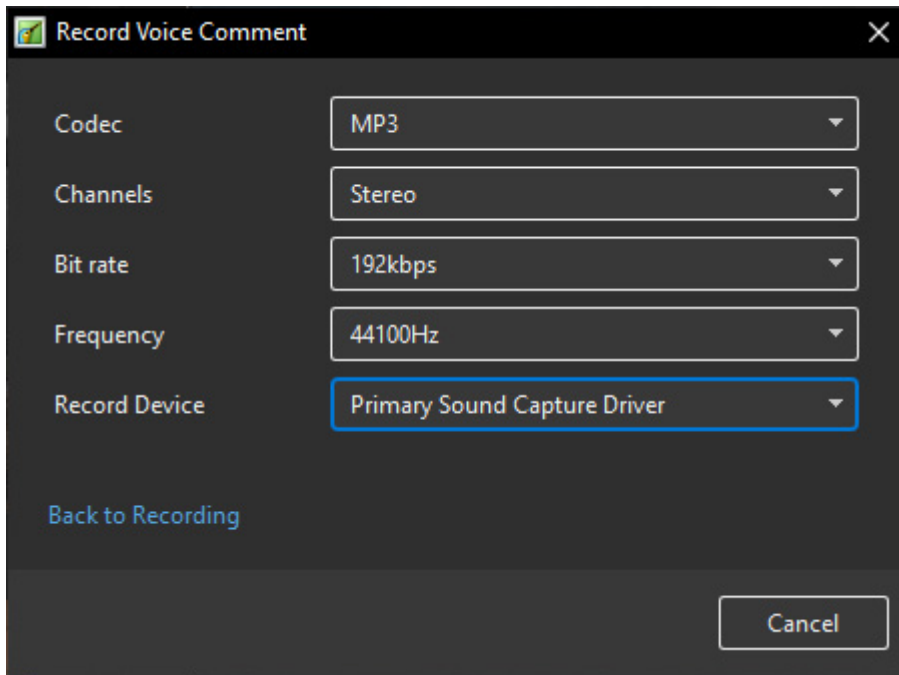 Record Voice Comment
Codec MP3
Channels Stereo
Bit rate 192kbps
Frequency 44100Hz
Record Device Primary Sound Capture Driver
Back to Recording
Cancel